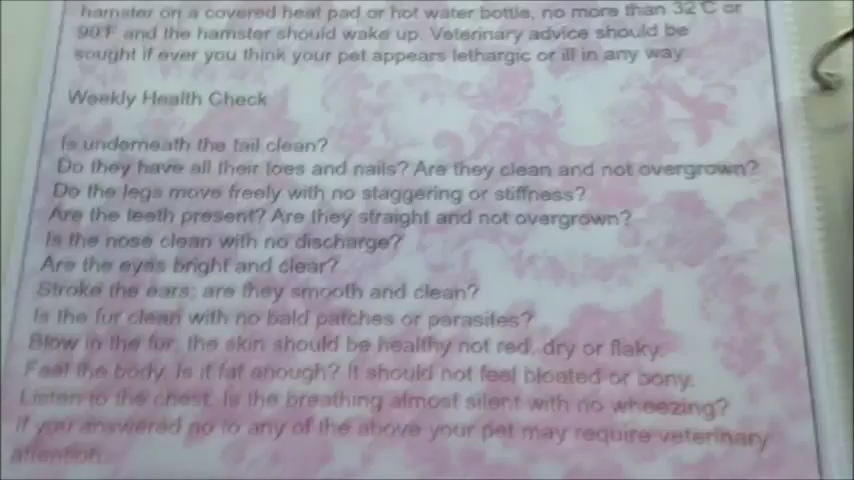 hamster on a covered heat pad or hot water bottle, no more than 32°C or
90°F and the hamster should wake up. Veterinary advice should be
sought if ever you think your pet appears lethargic or ill in any way
Weekly Health Check
Is underneath the tail clean?
Do they have all their toes and nails? Are they clean and not overgrown?
Do the legs move freely with no staggering or stiffness?
Are the teeth present? Are they straight and not overgrown?
Is the nose clean with no discharge?
Are the eyes bright and clear?
Stroke the ears; are they smooth and clean?
Is the fur clean with no bald patches or parasites?
Blow in the fur, the skin should be healthy not red, dry or flaky.
Feel the body. Is it fat enough? It should not feel bloated or bony.
Listen to the chest. Is the breathing almost silent with no wheezing?
If you answered no to any of the above your pet may require veterinary
attention.